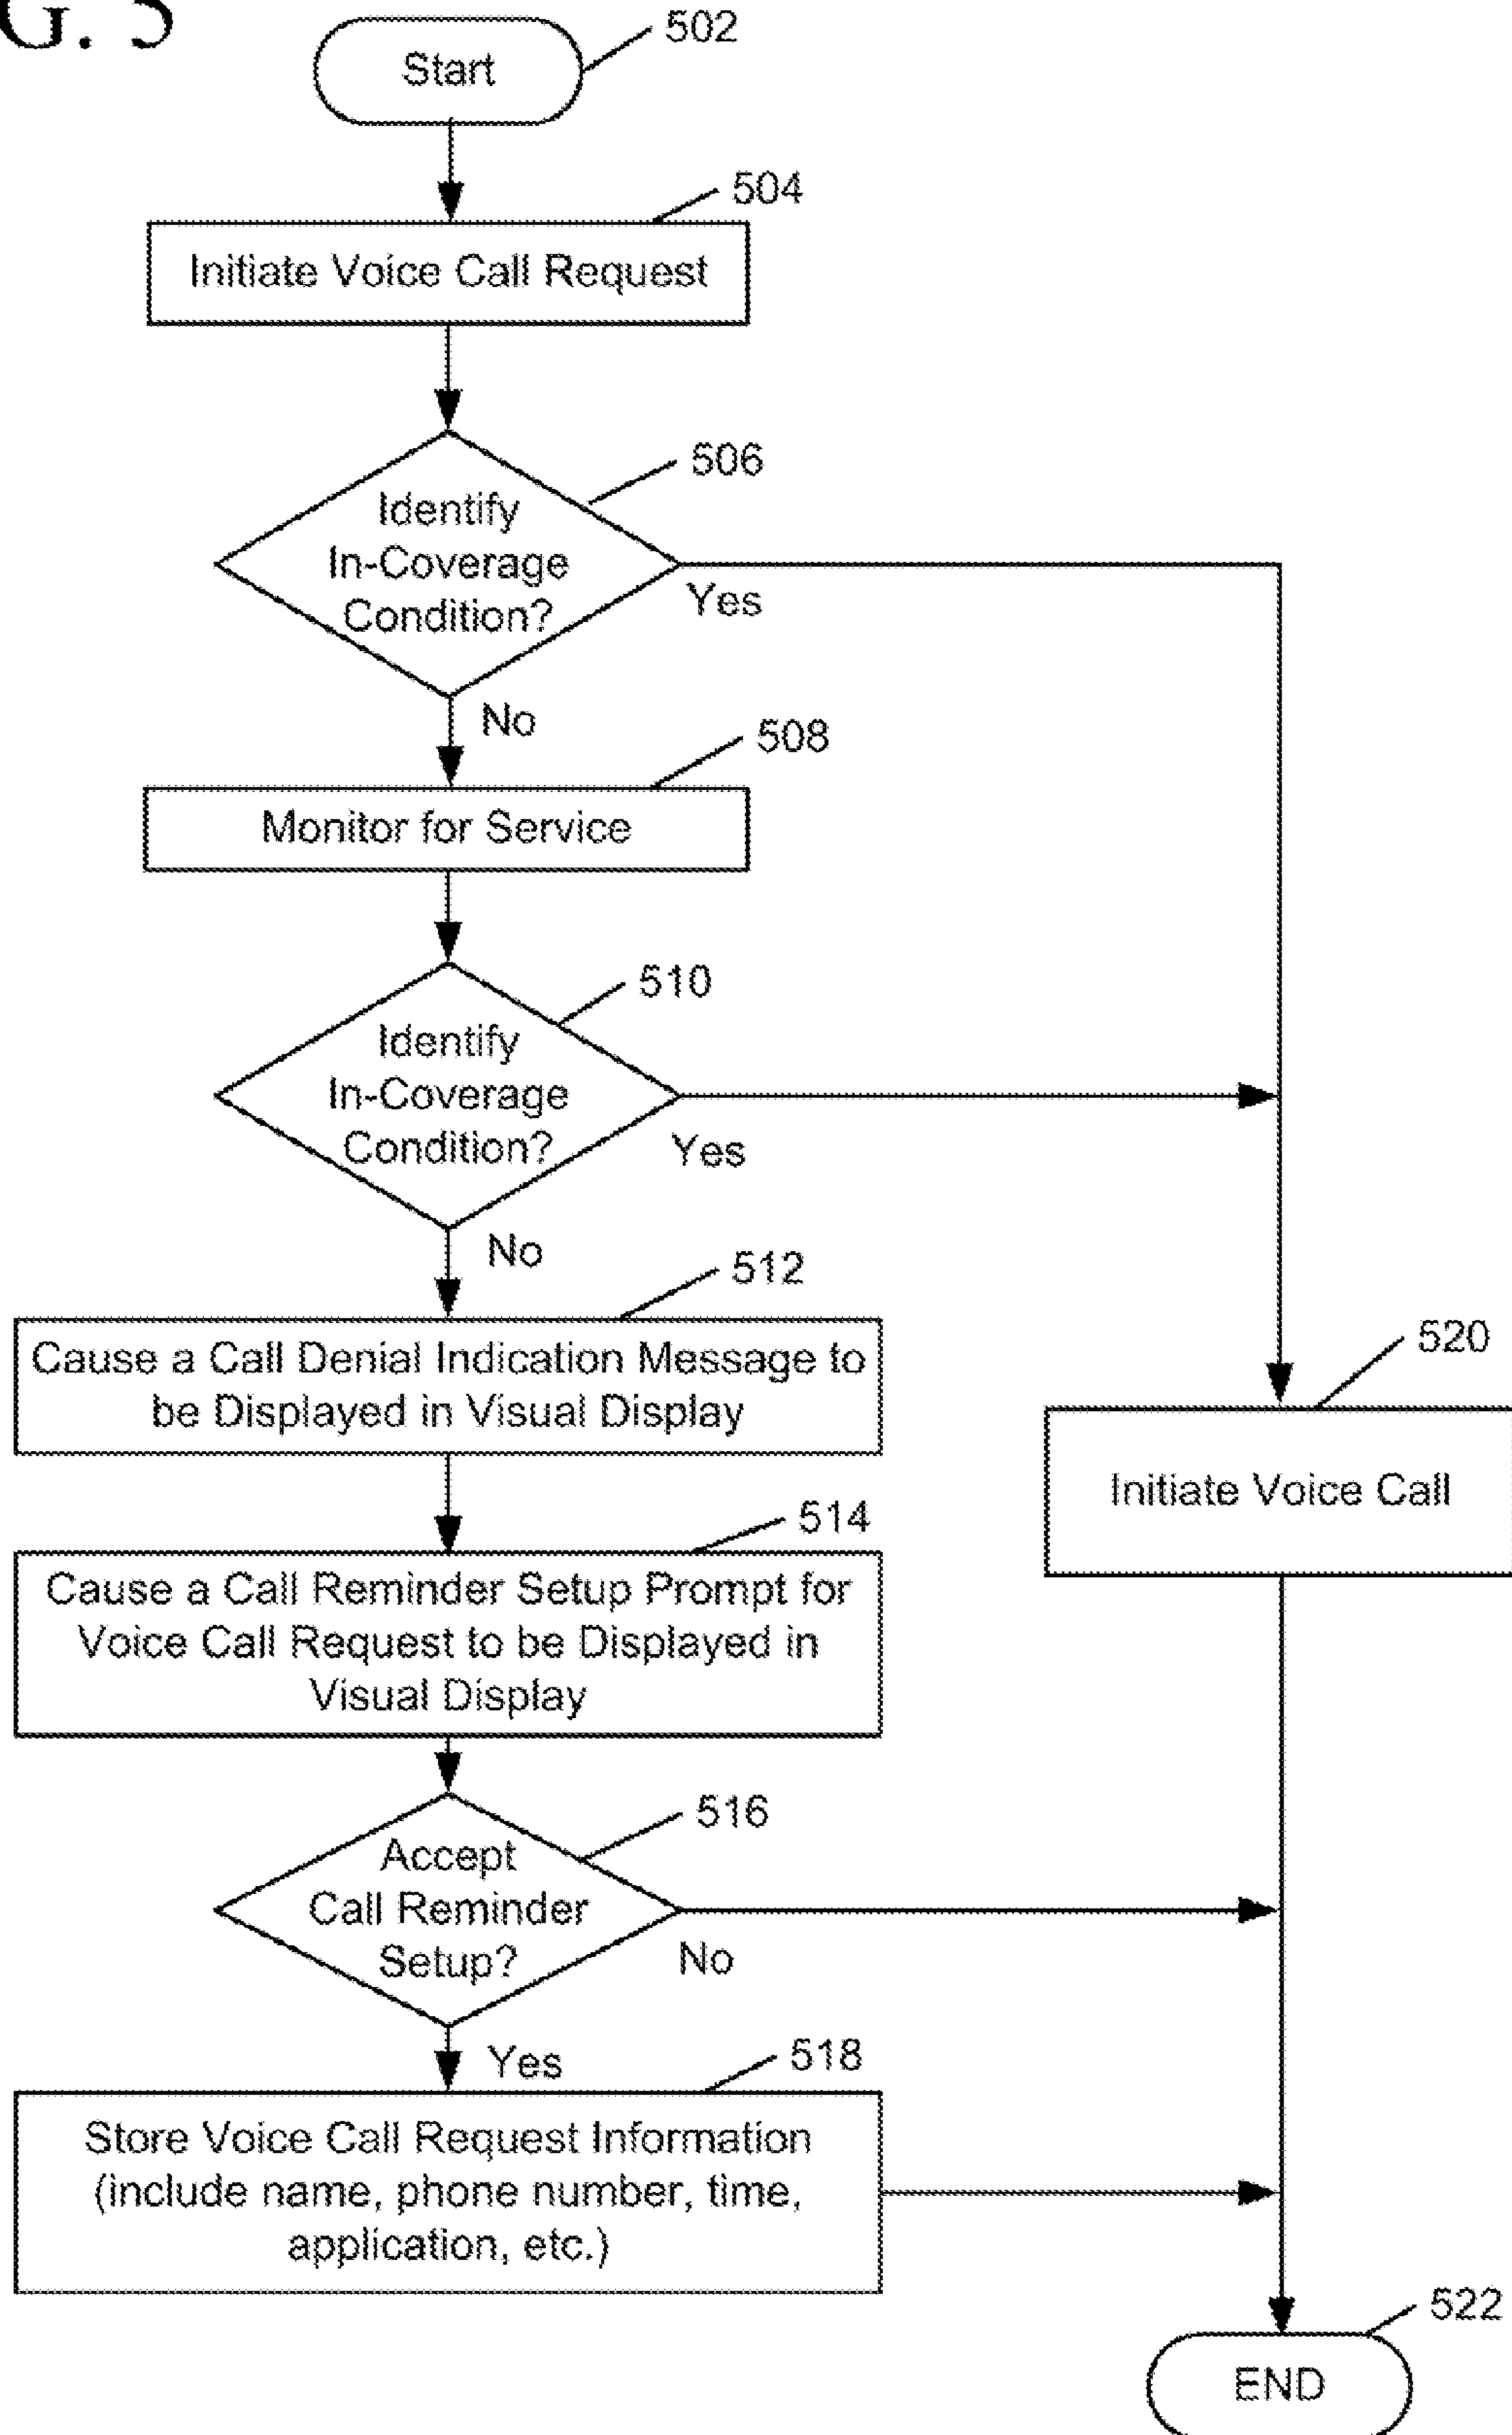 G. 5
502
Start
504
Initiate Voice Call Request
506
Identify
In-Coverage
Condition?
Yes
No
508
Monitor for Service
510
Identify
In-Coverage
Condition?
Yes
No
512
Cause a Call Denial Indication Message to
be Displayed in Visual Display
520
Initiate Voice Call
514
Cause a Call Reminder Setup Prompt for
Voice Call Request to be Displayed in
Visual Display
516
Accept
Call Reminder
Setup?
No
Yes
518
Store Voice Call Request Information
(include name, phone number, time,
application, etc.)
522
END